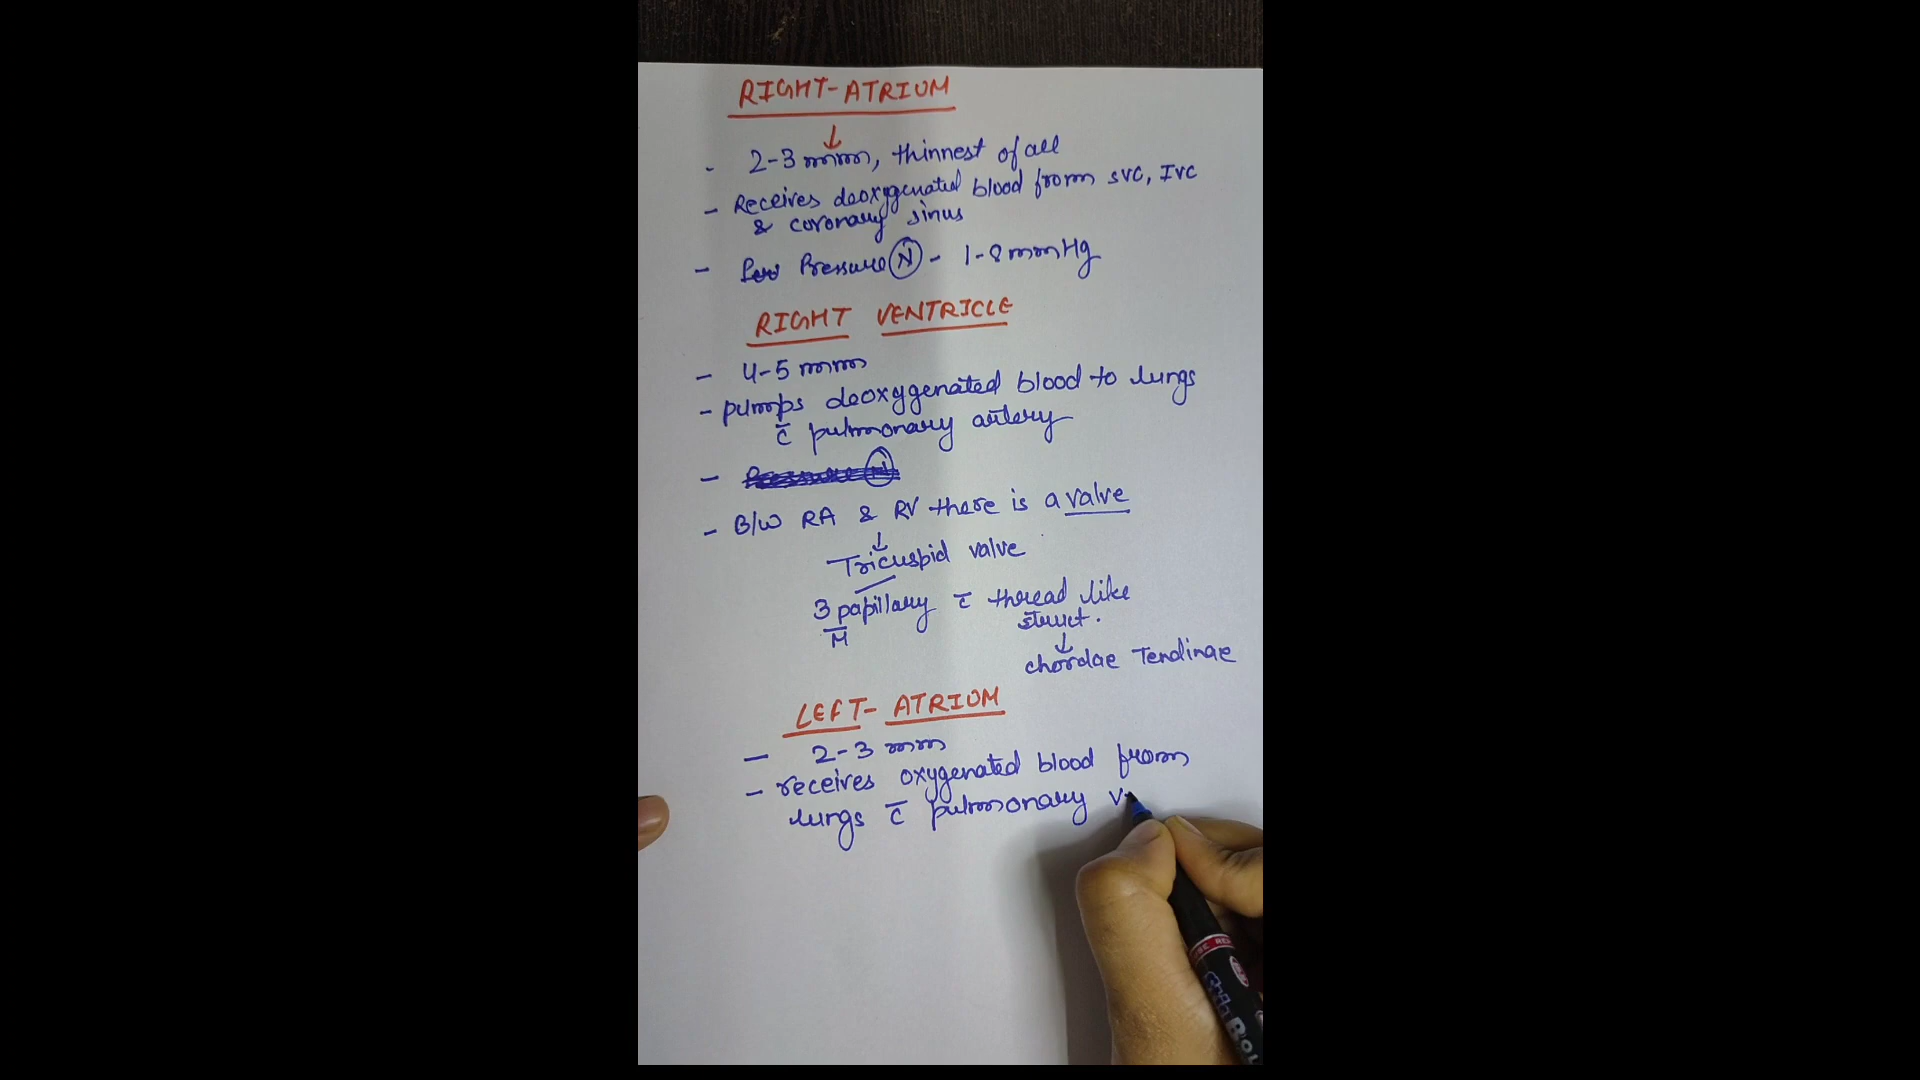 RIGHT-ATRIUM
↓
- 2-3 mm, thinnest of all
- Receives deoxygenated blood from SVC, IVC
& coronary sinus
- Pressure Ⓝ - 1-8 mmHg
RIGHT VENTRICLE
- 4-5 mm
- pumps deoxygenated blood to lungs
c̅ pulmonary artery
-
- B/W RA & RV there is a valve
↓
Tricuspid valve
3 papillary c̅ thread like
M struct.
↓
chordae Tendinae
LEFT-ATRIUM
- 2-3 mm
- receives oxygenated blood from
lungs c̅ pulmonary